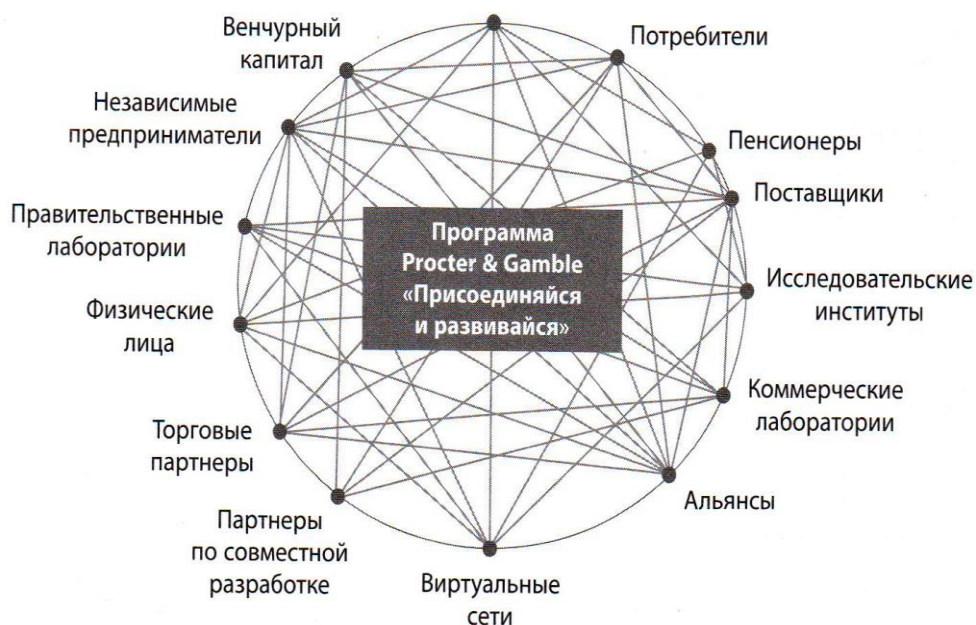 Венчурный
капитал
Потребители
Независимые
предприниматели
Пенсионеры
Поставщики
Правительственные
лаборатории
Программа
Procter & Gamble
«Присоединяйся
и развивайся»
Исследовательские
институты
Физические
лица
Коммерческие
лаборатории
Торговые
партнеры
Альянсы
Партнеры
по совместной
разработке
Виртуальные
сети